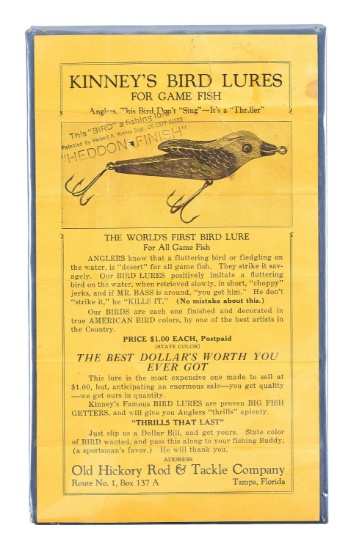 KINNEY'S BIRD LURES
FOR GAME FISH
Anglers, This Bird Don't "Sing"—It's a "Thriller"
This "BIRD" a fishing lure
Patented by Herbert A. Kinney
"HEDDON FINISH"
THE WORLD'S FIRST BIRD LURE
For All Game Fish
ANGLERS know that a fluttering bird or fledgling on
the water, is "desert" for all game fish. They strike it sav-
agely. Our BIRD LURES positively imitate a fluttering
bird on the water, when retrieved slowly, in short, "choppy"
jerks, and if MR. BASS is around, "you get him." He don't
"strike it," he "KILLS IT." (No mistake about this.)
Our BIRDS are each one finished and decorated in
true AMERICAN BIRD colors, by one of the best artists in
the Country.
PRICE $1.00 EACH, Postpaid
(STATE COLOR)
THE BEST DOLLAR'S WORTH YOU
EVER GOT
This lure is the most expensive one made to sell at
$1.00, but, anticipating an enormous sale—you get quality
—we get ours in quantity.
Kinney's Famous BIRD LURES are proven BIG FISH
GETTERS, and will give you Anglers "thrills" aplenty.
"THRILLS THAT LAST"
Just slip us a Dollar Bill, and get yours. State color
of BIRD wanted, and pass this along to your fishing Buddy,
(a sportsman's favor.) He will thank you.
ADDRESS
Old Hickory Rod & Tackle Company
Route No. 1, Box 137 A Tampa, Florida